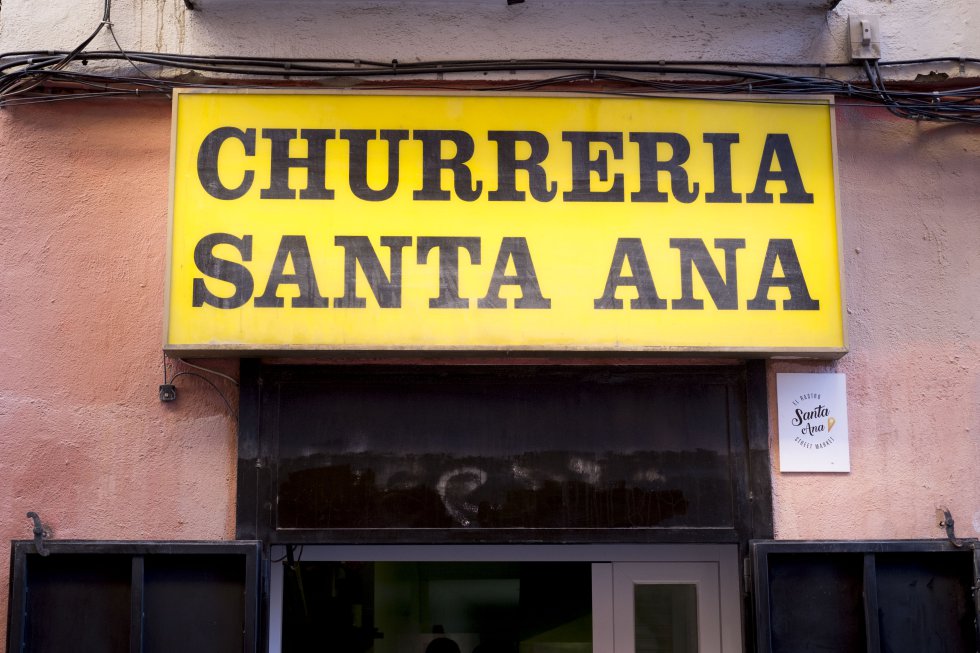 CHURRERIA
SANTA ANA
EL RASTRO
Santa
Ana
STREET MARKET